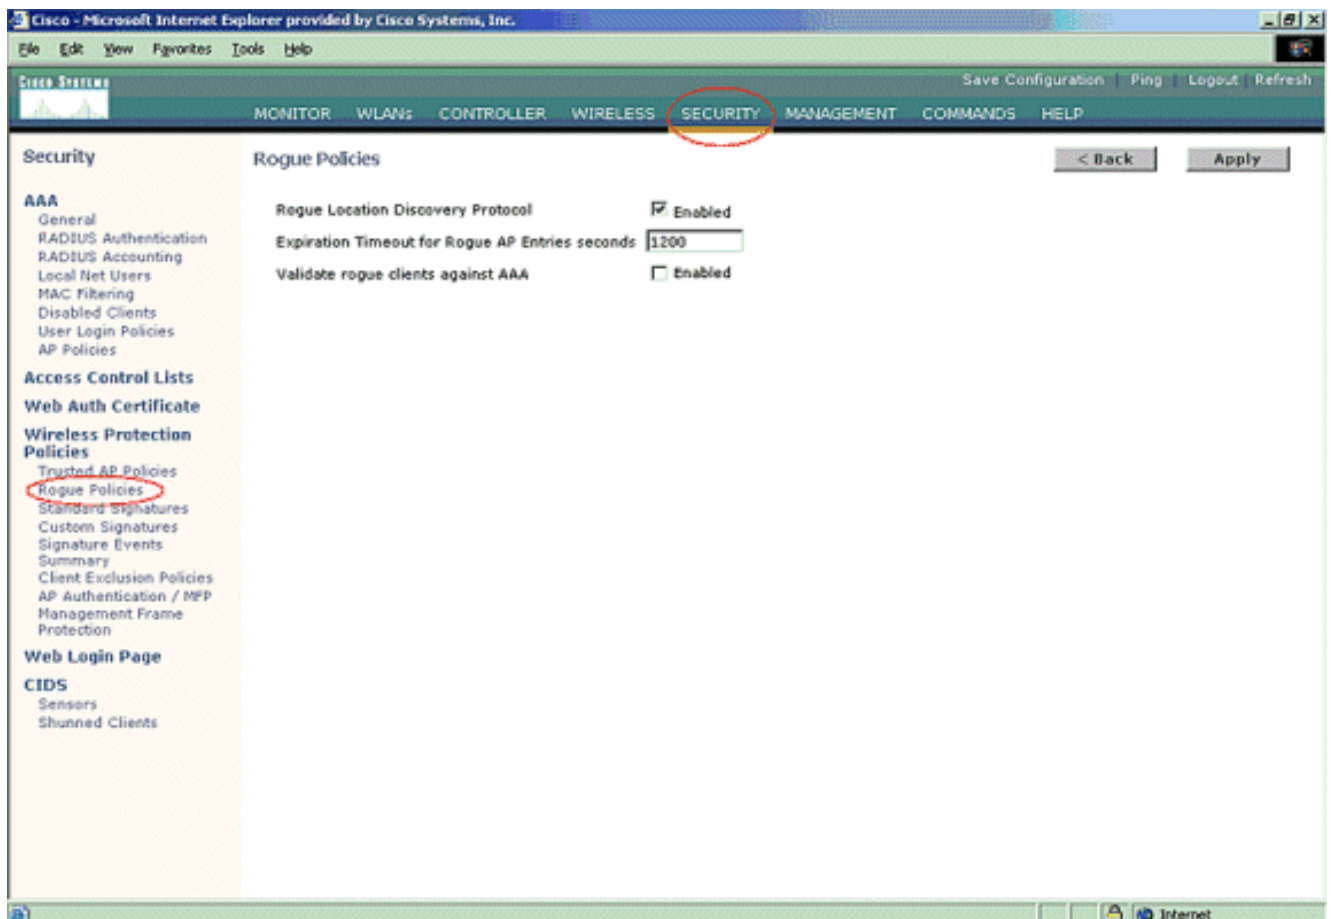 Cisco - Microsoft Internet Explorer provided by Cisco Systems, Inc.
File Edit View Favorites Tools Help
CISCO SYSTEMS
Save Configuration | Ping | Logout | Refresh
MONITOR WLANs CONTROLLER WIRELESS SECURITY MANAGEMENT COMMANDS HELP
Security
AAA
General
RADIUS Authentication
RADIUS Accounting
Local Net Users
MAC Filtering
Disabled Clients
User Login Policies
AP Policies
Access Control Lists
Web Auth Certificate
Wireless Protection
Policies
Trusted AP Policies
Rogue Policies
Standard Signatures
Custom Signatures
Signature Events
Summary
Client Exclusion Policies
AP Authentication / MFP
Management Frame
Protection
Web Login Page
CIDS
Sensors
Shunned Clients
Rogue Policies
< Back Apply
Rogue Location Discovery Protocol Enabled
Expiration Timeout for Rogue AP Entries seconds 1200
Validate rogue clients against AAA Enabled
Internet